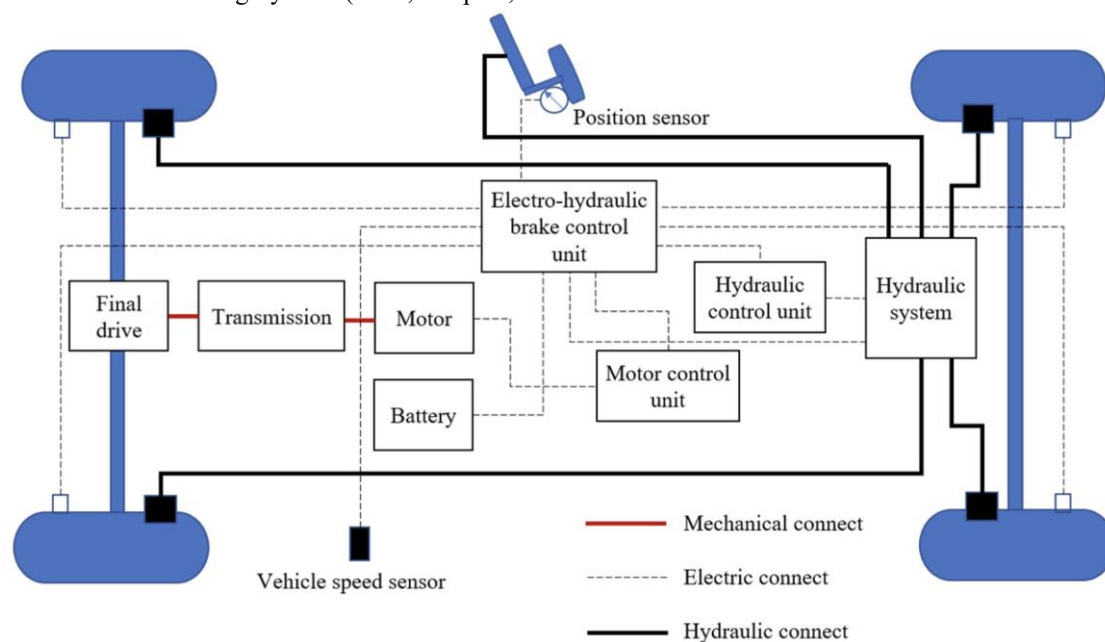 Position sensor
Electro-hydraulic
brake control
unit
Hydraulic
control unit
Hydraulic
system
Final
drive
Transmission
Motor
Motor control
unit
Battery
Vehicle speed sensor
Mechanical connect
Electric connect
Hydraulic connect